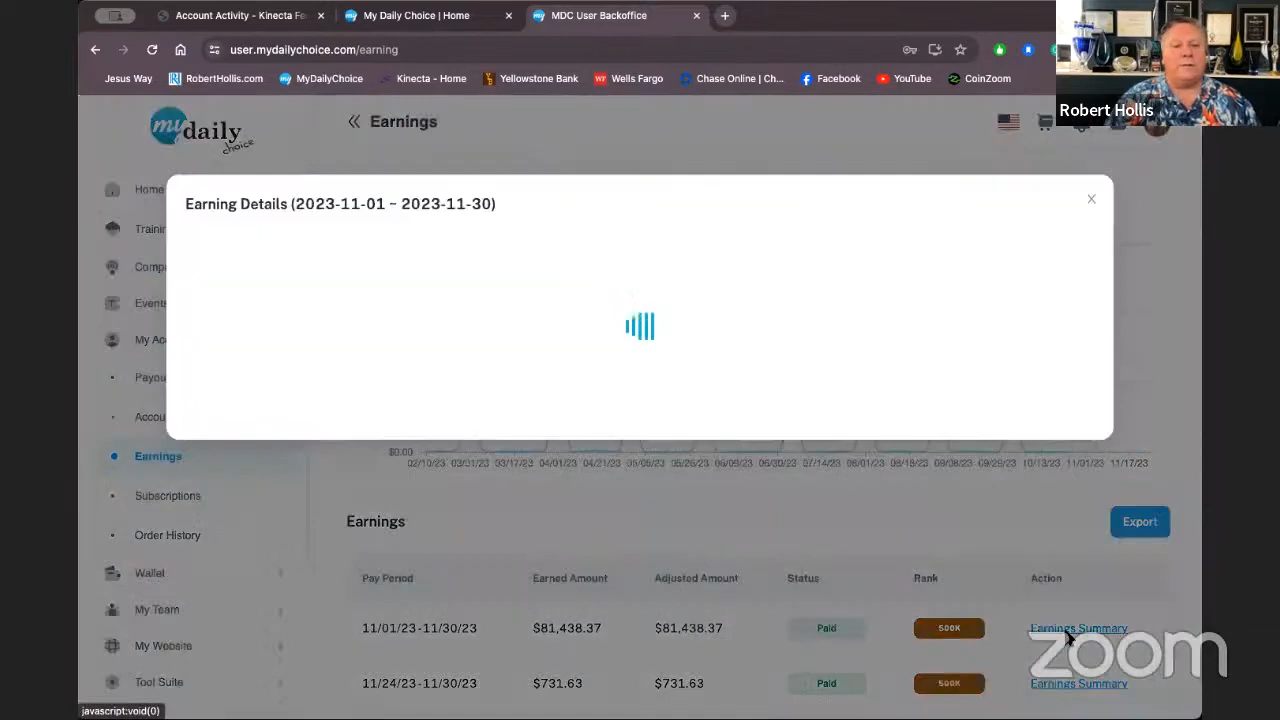 Account Activity - Kinecta Fe
My Daily Choice | Home
MDC User Backoffice
user.mydailychoice.com/earning
Jesus Way
RobertHollis.com
MyDailyChoice
Kinecta - Home
Yellowstone Bank
Wells Fargo
Chase Online | Ch...
Facebook
YouTube
CoinZoom
Robert Hollis
my daily choice
Earnings
Earning Details (2023-11-01 ~ 2023-11-30)
Home
Trainin
Compa
Events
My Ac
Payou
Accou
Earnings
Subscriptions
Order History
Wallet
My Team
My Website
Tool Suite
$0.00
02/10/23 03/31/23 03/17/23 04/01/23 04/21/23 05/05/23 05/26/23 06/09/23 06/30/23 07/14/23 08/01/23 08/18/23 09/08/23 09/29/23 10/13/23 11/01/23 11/17/23
Earnings
Export
Pay Period Earned Amount Adjusted Amount Status Rank Action
11/01/23-11/30/23 $81,438.37 $81,438.37 Paid 500K Earnings Summary
11/24/23-11/30/23 $731.63 $731.63 Paid 500K Earnings Summary
zoom
javascript:void(0)